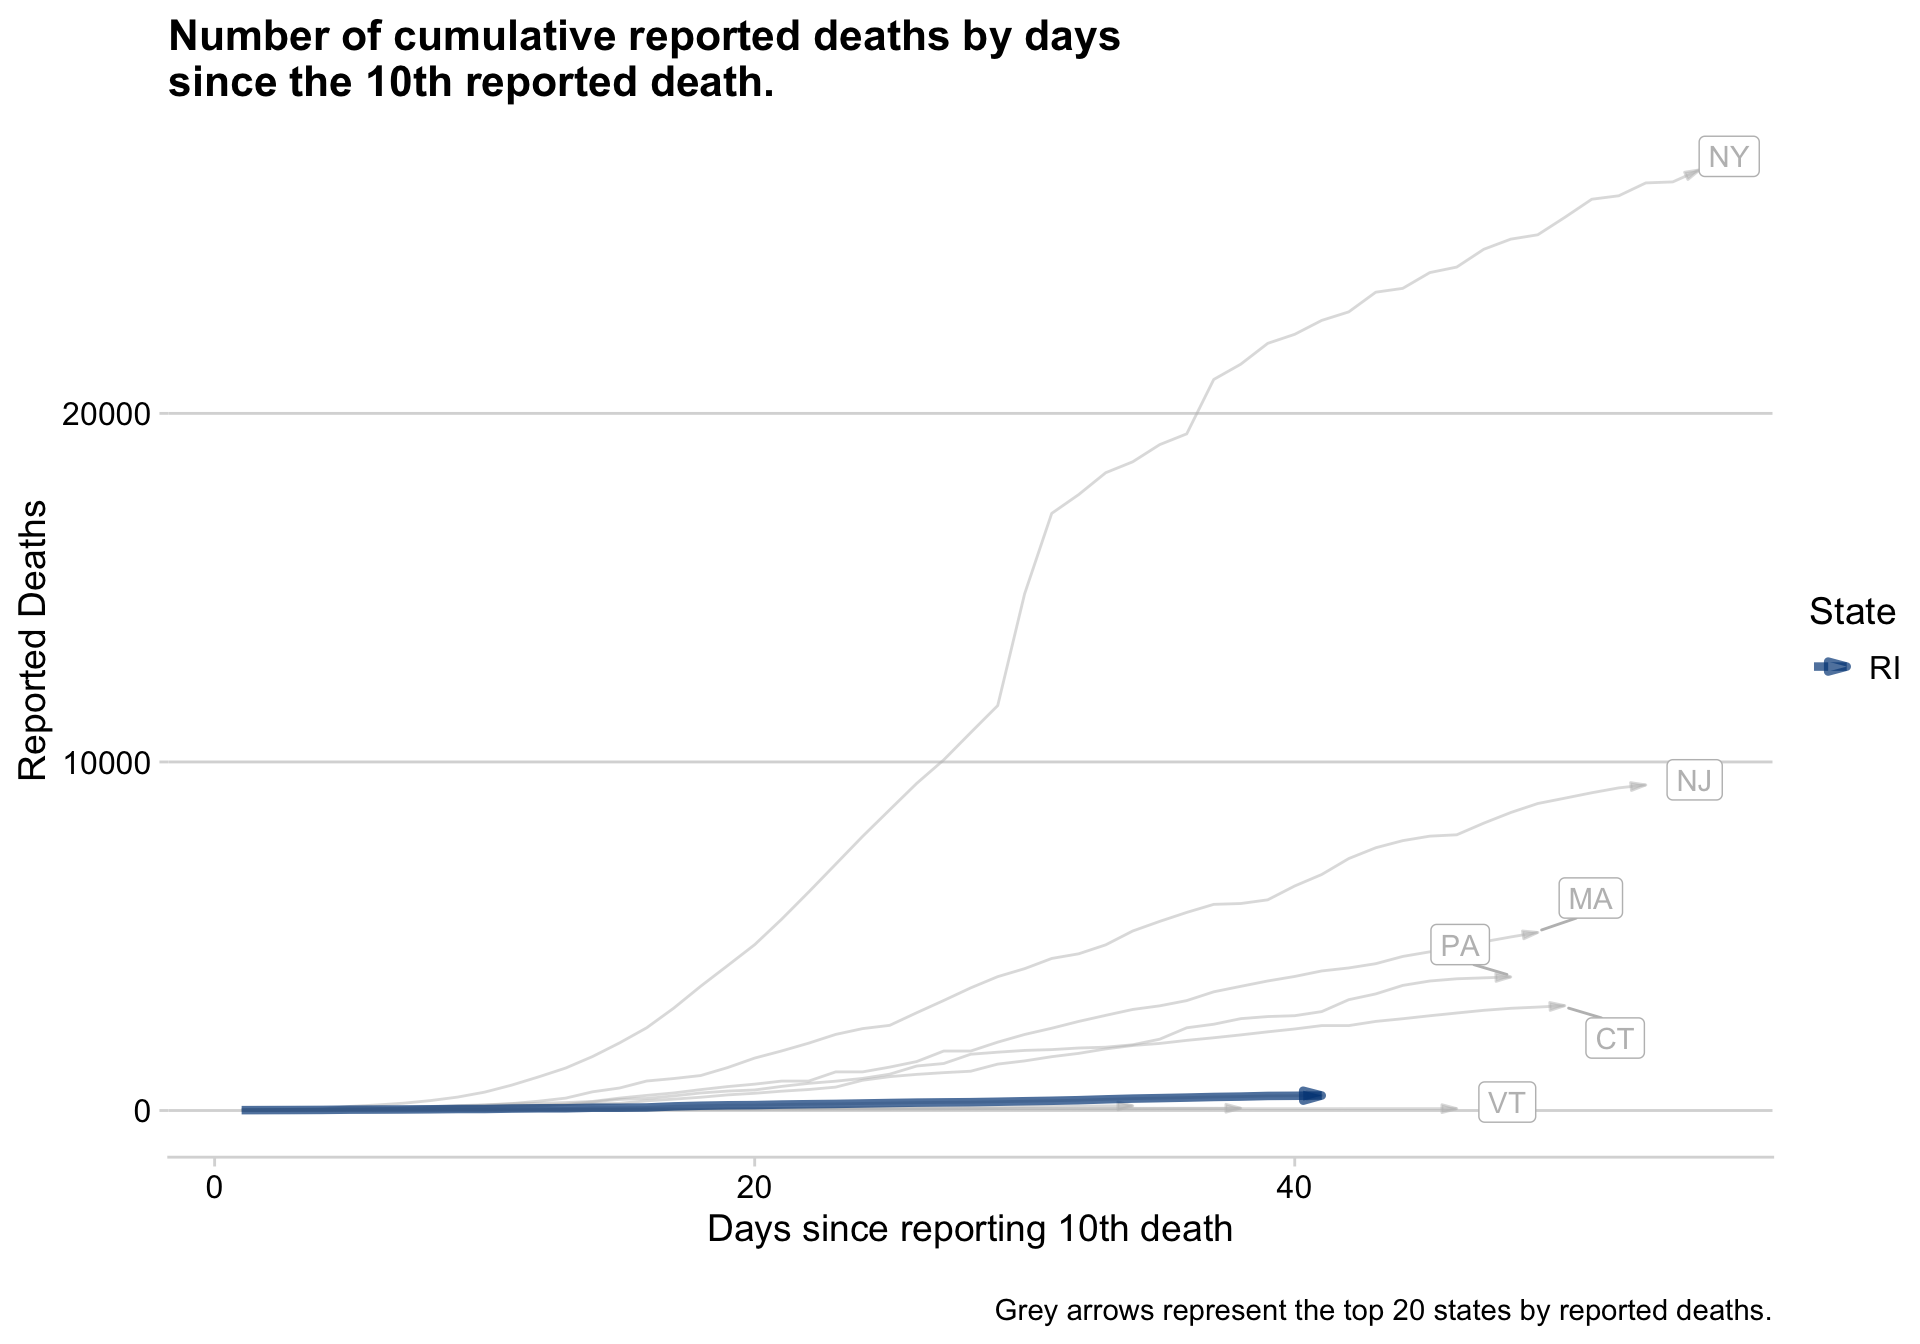 Number of cumulative reported deaths by days
since the 10th reported death.
NY
20000
Reported Deaths
State
RI
10000
NJ
MA
PA
CT
VT
0
0
20
40
Days since reporting 10th death
Grey arrows represent the top 20 states by reported deaths.